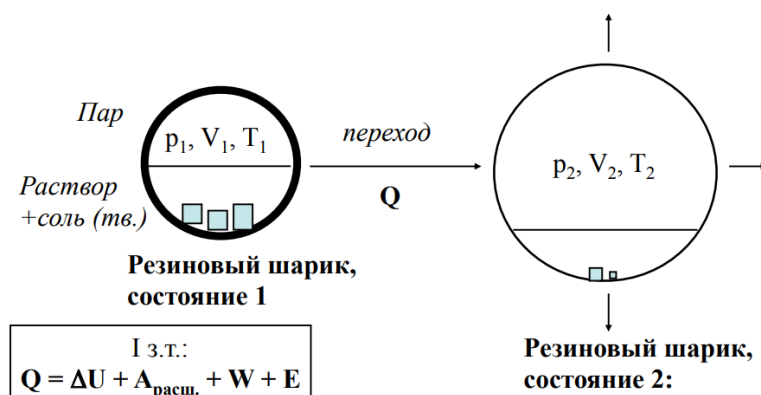 Пар
p₁, V₁, T₁
переход
p₂, V₂, T₂
Раствор
+соль (тв.)
Q
Резиновый шарик,
состояние 1
I з.т.:
Q = ΔU + Aрасш. + W + E
Резиновый шарик,
состояние 2: